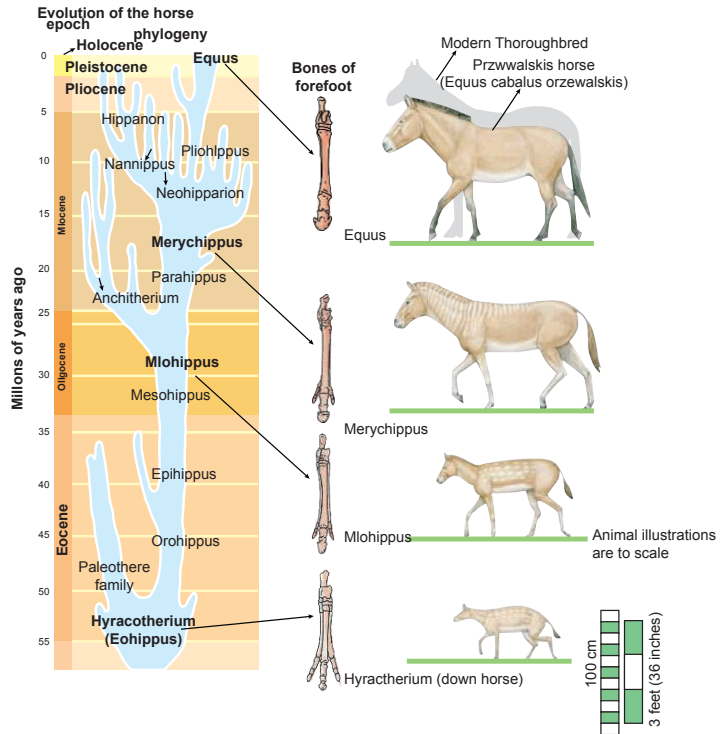 Evolution of the horse
epoch
phylogeny
Holocene
Pleistocene
Pliocene
Equus
Hippanon
Nannippus
Pliohlppus
Neohipparion
Merychippus
Parahippus
Anchitherium
Mlohippus
Mesohippus
Epihippus
Orohippus
Paleothere
family
Hyracotherium
(Eohippus)
Miocene
Oligocene
Eocene
Millons of years ago
0
5
10
15
20
25
30
35
40
45
50
55
Bones of
forefoot
Modern Thoroughbred
Przwwalskis horse
(Equus cabalus orzewalskis)
Equus
Merychippus
Mlohippus
Animal illustrations
are to scale
Hyractherium (down horse)
100 cm
3 feet (36 inches)